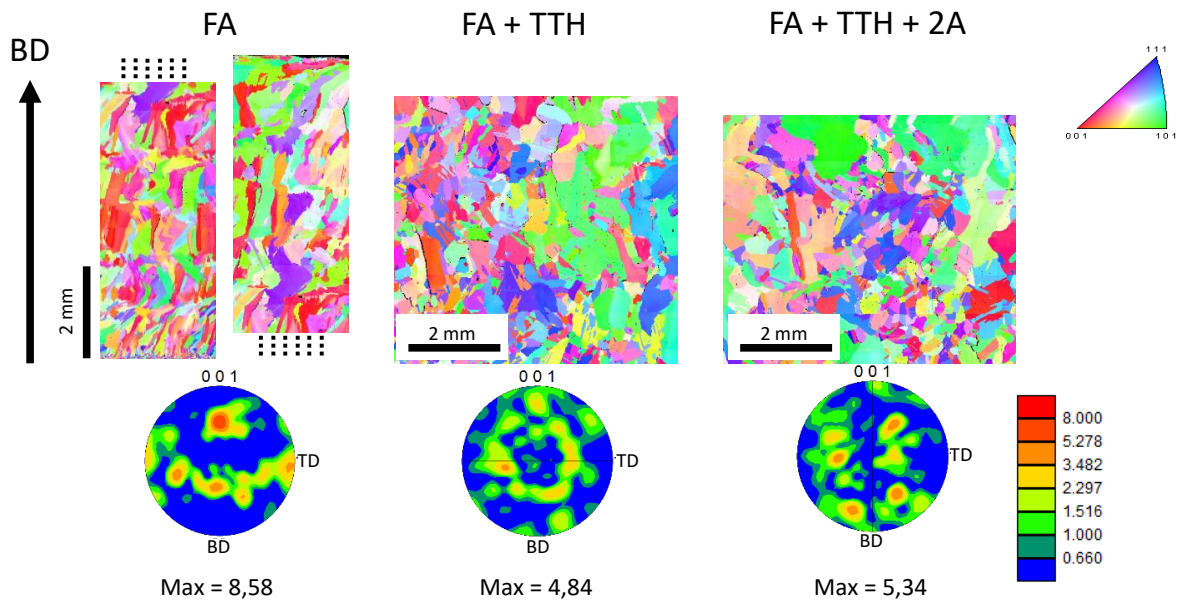 FA
FA + TTH
FA + TTH + 2A
BD
1 1 1
0 0 1
1 0 1
2 mm
2 mm
2 mm
0 0 1
0 0 1
0 0 1
TD
TD
TD
BD
BD
BD
8.000
5.278
3.482
2.297
1.516
1.000
0.660
Max = 8,58
Max = 4,84
Max = 5,34